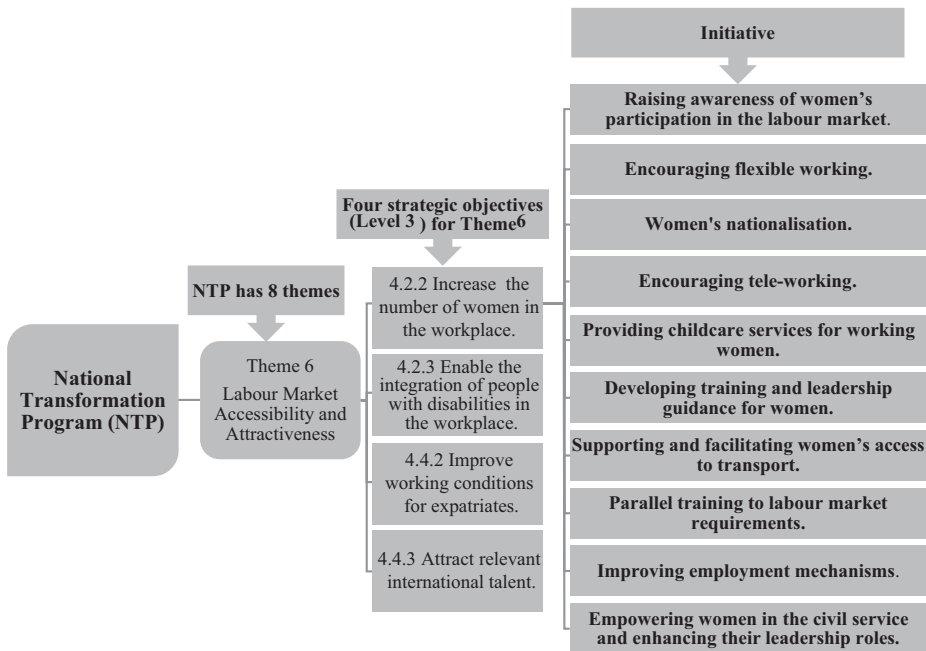 National
Transformation
Program (NTP)
NTP has 8 themes
Theme 6
Labour Market
Accessibility and
Attractiveness
Four strategic objectives
(Level 3 ) for Theme6
4.2.2 Increase the
number of women in
the workplace.
4.2.3 Enable the
integration of people
with disabilities in
the workplace.
4.4.2 Improve
working conditions
for expatriates.
4.4.3 Attract relevant
international talent.
Initiative
Raising awareness of women’s
participation in the labour market.
Encouraging flexible working.
Women's nationalisation.
Encouraging tele-working.
Providing childcare services for working
women.
Developing training and leadership
guidance for women.
Supporting and facilitating women’s access
to transport.
Parallel training to labour market
requirements.
Improving employment mechanisms.
Empowering women in the civil service
and enhancing their leadership roles.